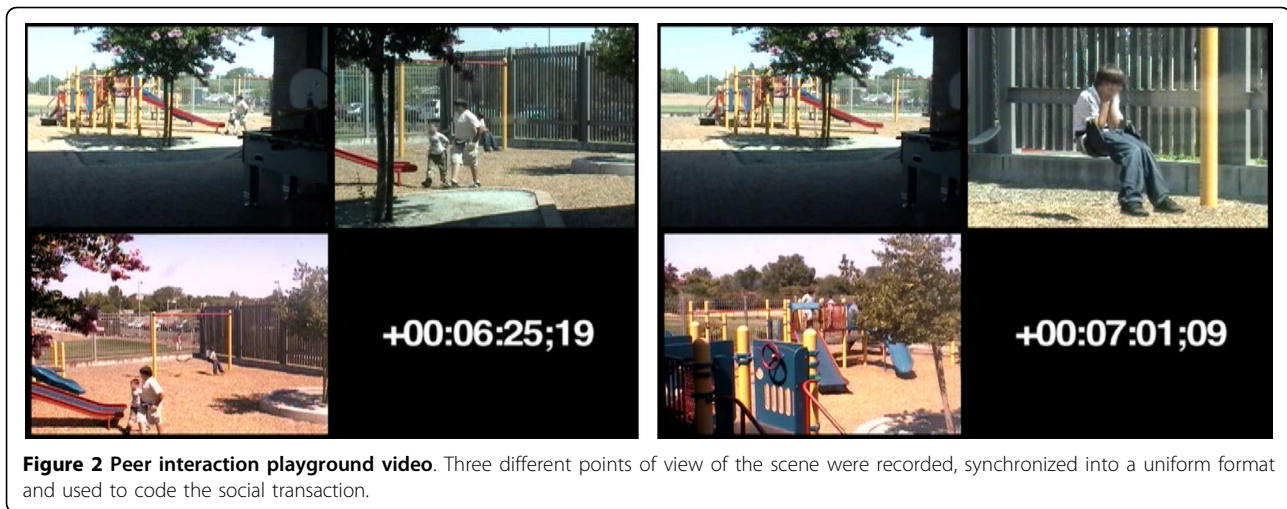 +00:06:25;19
+00:07:01;09
Figure 2 Peer interaction playground video. Three different points of view of the scene were recorded, synchronized into a uniform format
and used to code the social transaction.